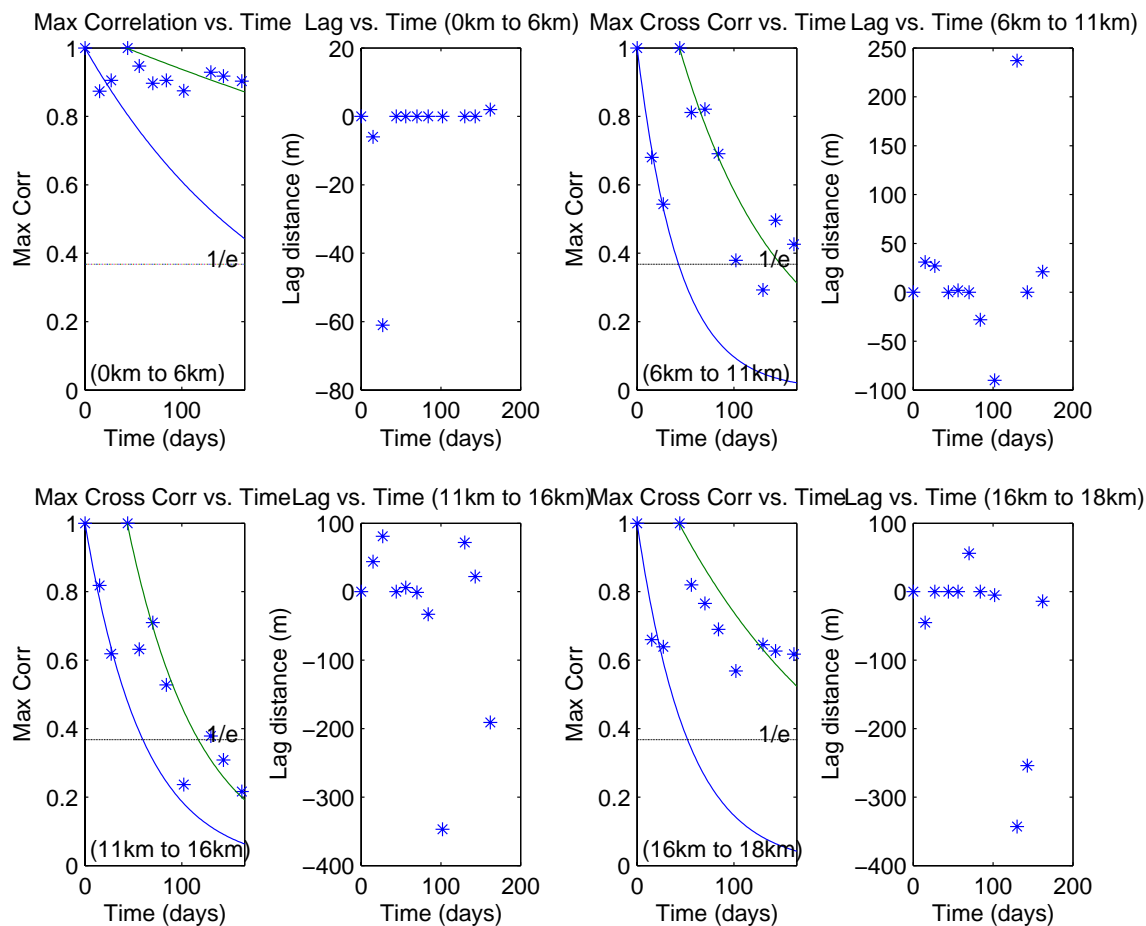 Max Correlation vs. Time
Lag vs. Time (0km to 6km)
Max Cross Corr vs. Time
Lag vs. Time (6km to 11km)
1
0.8
0.6
0.4
0.2
0
Max Corr
1/e
(0km to 6km)
0
100
Time (days)
20
0
−20
−40
−60
−80
Lag distance (m)
0
100
200
Time (days)
1
0.8
0.6
0.4
0.2
0
Max Corr
1/e
(6km to 11km)
0
100
Time (days)
250
200
150
100
50
0
−50
−100
Lag distance (m)
0
100
200
Time (days)
Max Cross Corr vs. Time
Lag vs. Time (11km to 16km)
Max Cross Corr vs. Time
Lag vs. Time (16km to 18km)
1
0.8
0.6
0.4
0.2
0
Max Corr
1/e
(11km to 16km)
0
100
Time (days)
100
0
−100
−200
−300
−400
Lag distance (m)
0
100
200
Time (days)
1
0.8
0.6
0.4
0.2
0
Max Corr
1/e
(16km to 18km)
0
100
Time (days)
100
0
−100
−200
−300
−400
Lag distance (m)
0
100
200
Time (days)